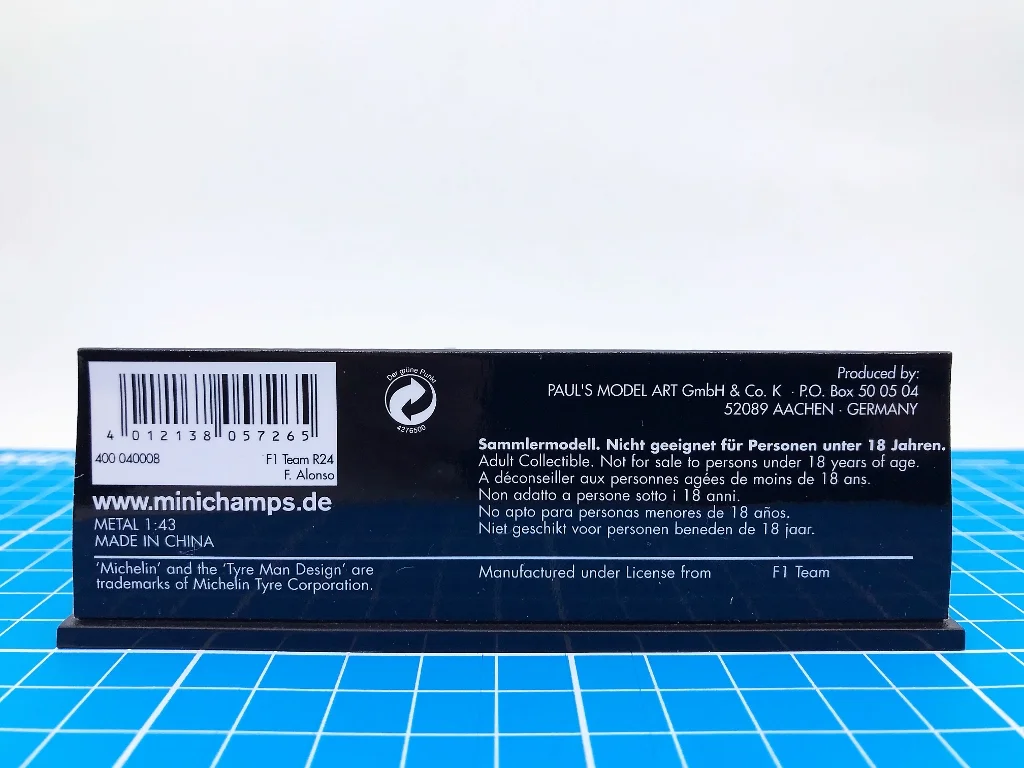 4 012138 057265
400 040008
F1 Team R24
F. Alonso
www.minichamps.de
METAL 1:43
MADE IN CHINA
'Michelin' and the 'Tyre Man Design' are
trademarks of Michelin Tyre Corporation.
Der grüne Punkt
4276500
Produced by:
PAUL'S MODEL ART GmbH & Co. K · P.O. Box 50 05 04
52089 AACHEN · GERMANY
Sammlermodell. Nicht geeignet für Personen unter 18 Jahren.
Adult Collectible. Not for sale to persons under 18 years of age.
A déconseiller aux personnes agées de moins de 18 ans.
Non adatto a persone sotto i 18 anni.
No apto para personas menores de 18 años.
Niet geschikt voor personen beneden de 18 jaar.
Manufactured under License from F1 Team